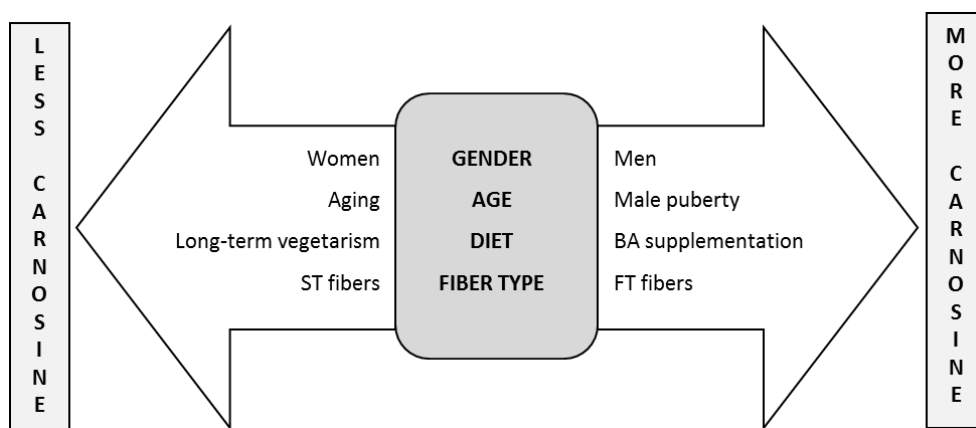 LESS CARNOSINE
Women GENDER Men
Aging AGE Male puberty
Long-term vegetarism DIET BA supplementation
ST fibers FIBER TYPE FT fibers
MORE CARNOSINE